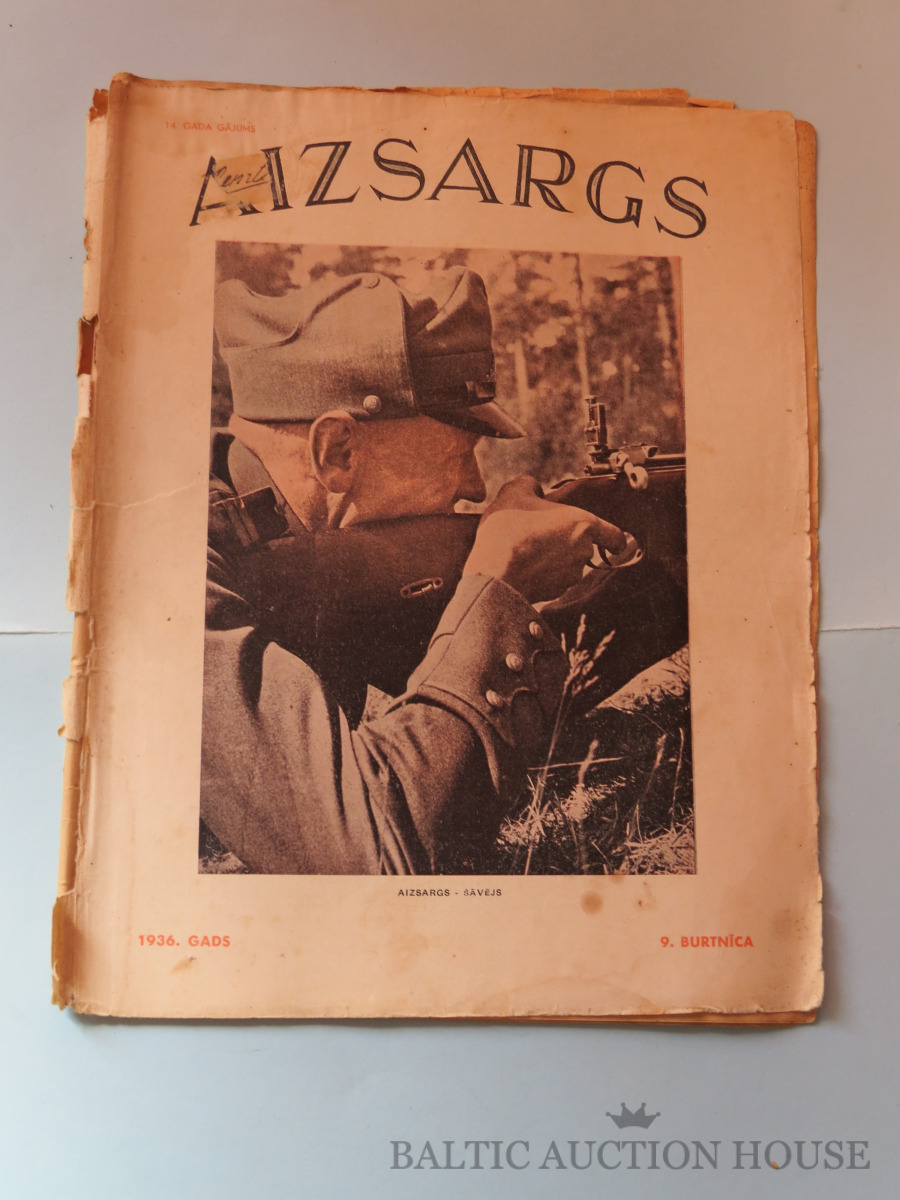 14. GADA GĀJUMS
AIZSARGS
AIZSARGS - ŠĀVĒJS
1936. GADS
9. BURTNĪCA
BALTIC AUCTION HOUSE